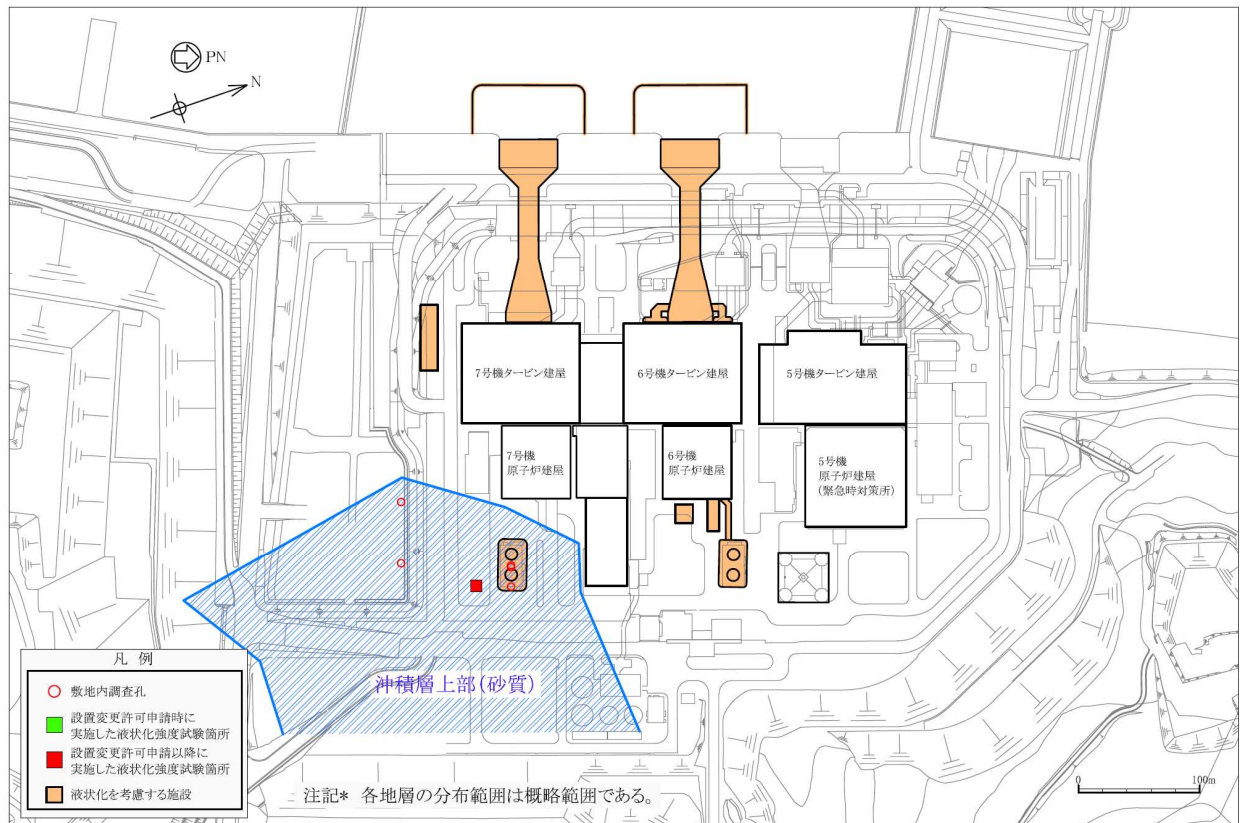 PN
N
7号機タービン建屋
6号機タービン建屋
5号機タービン建屋
7号機
原子炉建屋
6号機
原子炉建屋
5号機
原子炉建屋
(緊急時対策所)
沖積層上部(砂質)
凡 例
敷地内調査孔
設置変更許可申請時に
実施した液状化強度試験箇所
設置変更許可申請以降に
実施した液状化強度試験箇所
液状化を考慮する施設
注記* 各地層の分布範囲は概略範囲である。
0 100m